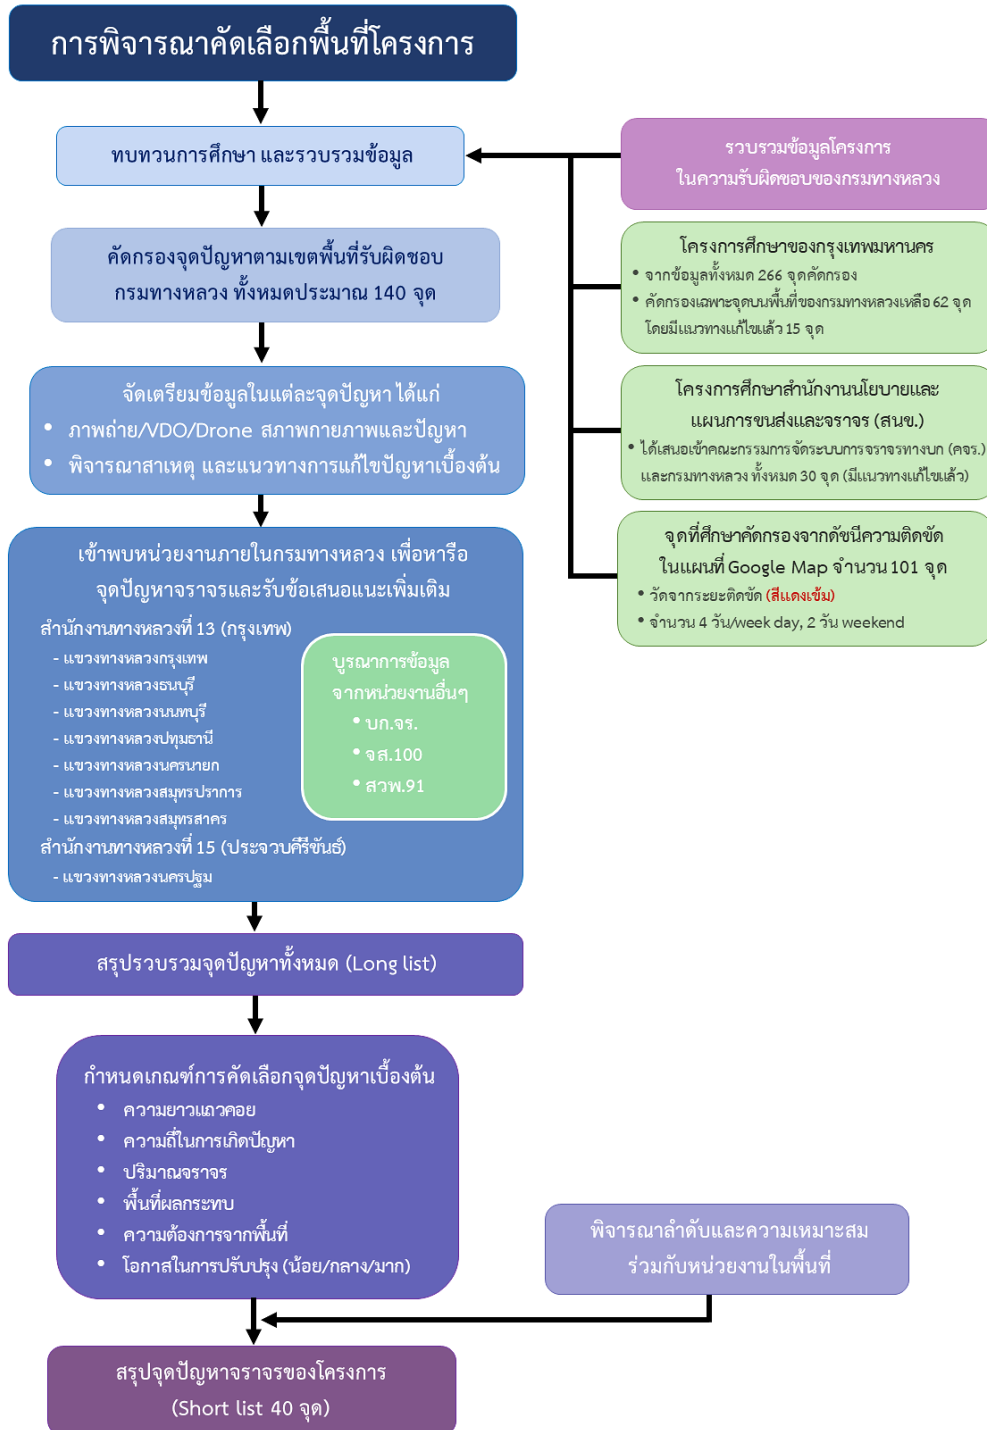 การพิจารณาคัดเลือกพื้นที่โครงการ
ทบทวนการศึกษา และรวบรวมข้อมูล
คัดกรองจุดปัญหาตามเขตพื้นที่รับผิดชอบ
กรมทางหลวง ทั้งหมดประมาณ 140 จุด
จัดเตรียมข้อมูลในแต่ละจุดปัญหา ได้แก่
• ภาพถ่าย/VDO/Drone สภาพกายภาพและปัญหา
• พิจารณาสาเหตุ และแนวทางการแก้ไขปัญหาเบื้องต้น
เข้าพบหน่วยงานภายในกรมทางหลวง เพื่อหารือ
จุดปัญหาจราจรและรับข้อเสนอแนะเพิ่มเติม
สำนักงานทางหลวงที่ 13 (กรุงเทพ)
- แขวงทางหลวงกรุงเทพ
- แขวงทางหลวงธนบุรี
- แขวงทางหลวงนนทบุรี
- แขวงทางหลวงปทุมธานี
- แขวงทางหลวงนครนายก
- แขวงทางหลวงสมุทรปราการ
- แขวงทางหลวงสมุทรสาคร
สำนักงานทางหลวงที่ 15 (ประจวบคีรีขันธ์)
- แขวงทางหลวงนครปฐม
บูรณาการข้อมูล
จากหน่วยงานอื่นๆ
• บก.จร.
• จส.100
• สวพ.91
สรุปรวบรวมจุดปัญหาทั้งหมด (Long list)
กำหนดเกณฑ์การคัดเลือกจุดปัญหาเบื้องต้น
• ความยาวแถวคอย
• ความถี่ในการเกิดปัญหา
• ปริมาณจราจร
• พื้นที่ผลกระทบ
• ความต้องการจากพื้นที่
• โอกาสในการปรับปรุง (น้อย/กลาง/มาก)
พิจารณาลำดับและความเหมาะสม
ร่วมกับหน่วยงานในพื้นที่
สรุปจุดปัญหาจราจรของโครงการ
(Short list 40 จุด)
รวบรวมข้อมูลโครงการ
ในความรับผิดชอบของกรมทางหลวง
โครงการศึกษาของกรุงเทพมหานคร
• จากข้อมูลทั้งหมด 266 จุดคัดกรอง
• คัดกรองเฉพาะจุดบนพื้นที่ของกรมทางหลวงเหลือ 62 จุด
โดยมีแนวทางแก้ไขแล้ว 15 จุด
โครงการศึกษาสำนักงานนโยบายและ
แผนการขนส่งและจราจร (สนข.)
• ได้เสนอเข้าคณะกรรมการจัดระบบการจราจรทางบก (คจร.)
และกรมทางหลวง ทั้งหมด 30 จุด (มีแนวทางแก้ไขแล้ว)
จุดที่ศึกษาคัดกรองจากดัชนีความติดขัด
ในแผนที่ Google Map จำนวน 101 จุด
• วัดจากระยะติดขัด (สีแดงเข้ม)
• จำนวน 4 วัน/week day, 2 วัน weekend